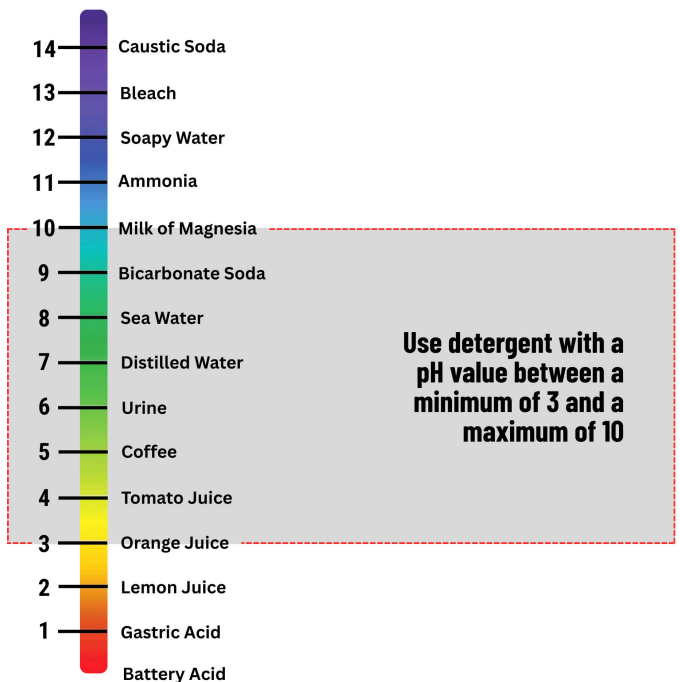 14 Caustic Soda
13 Bleach
12 Soapy Water
11 Ammonia
10 Milk of Magnesia
9 Bicarbonate Soda
8 Sea Water
7 Distilled Water
6 Urine
5 Coffee
4 Tomato Juice
3 Orange Juice
2 Lemon Juice
1 Gastric Acid
Battery Acid
Use detergent with a
pH value between a
minimum of 3 and a
maximum of 10